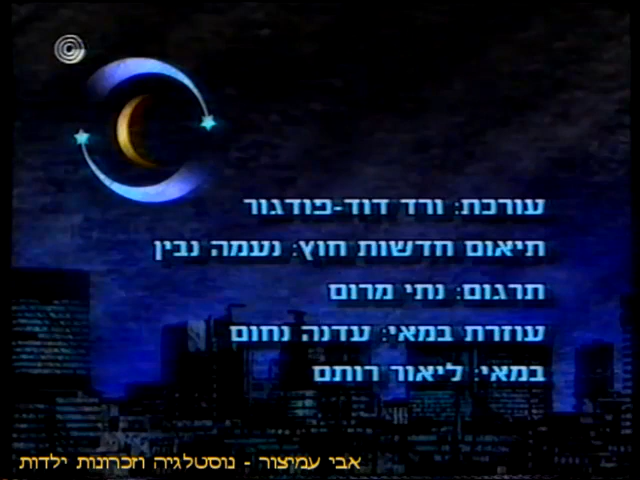 עורכת: ורד דוד-פודגור
תיאום חדשות חוץ: נעמה נבין
תרגום: נתי מרום
עוזרת במאי: עדנה נחום
במאי: ליאור רותם
אבי עמיצור - נוסטלגיה וזכרונות ילדות